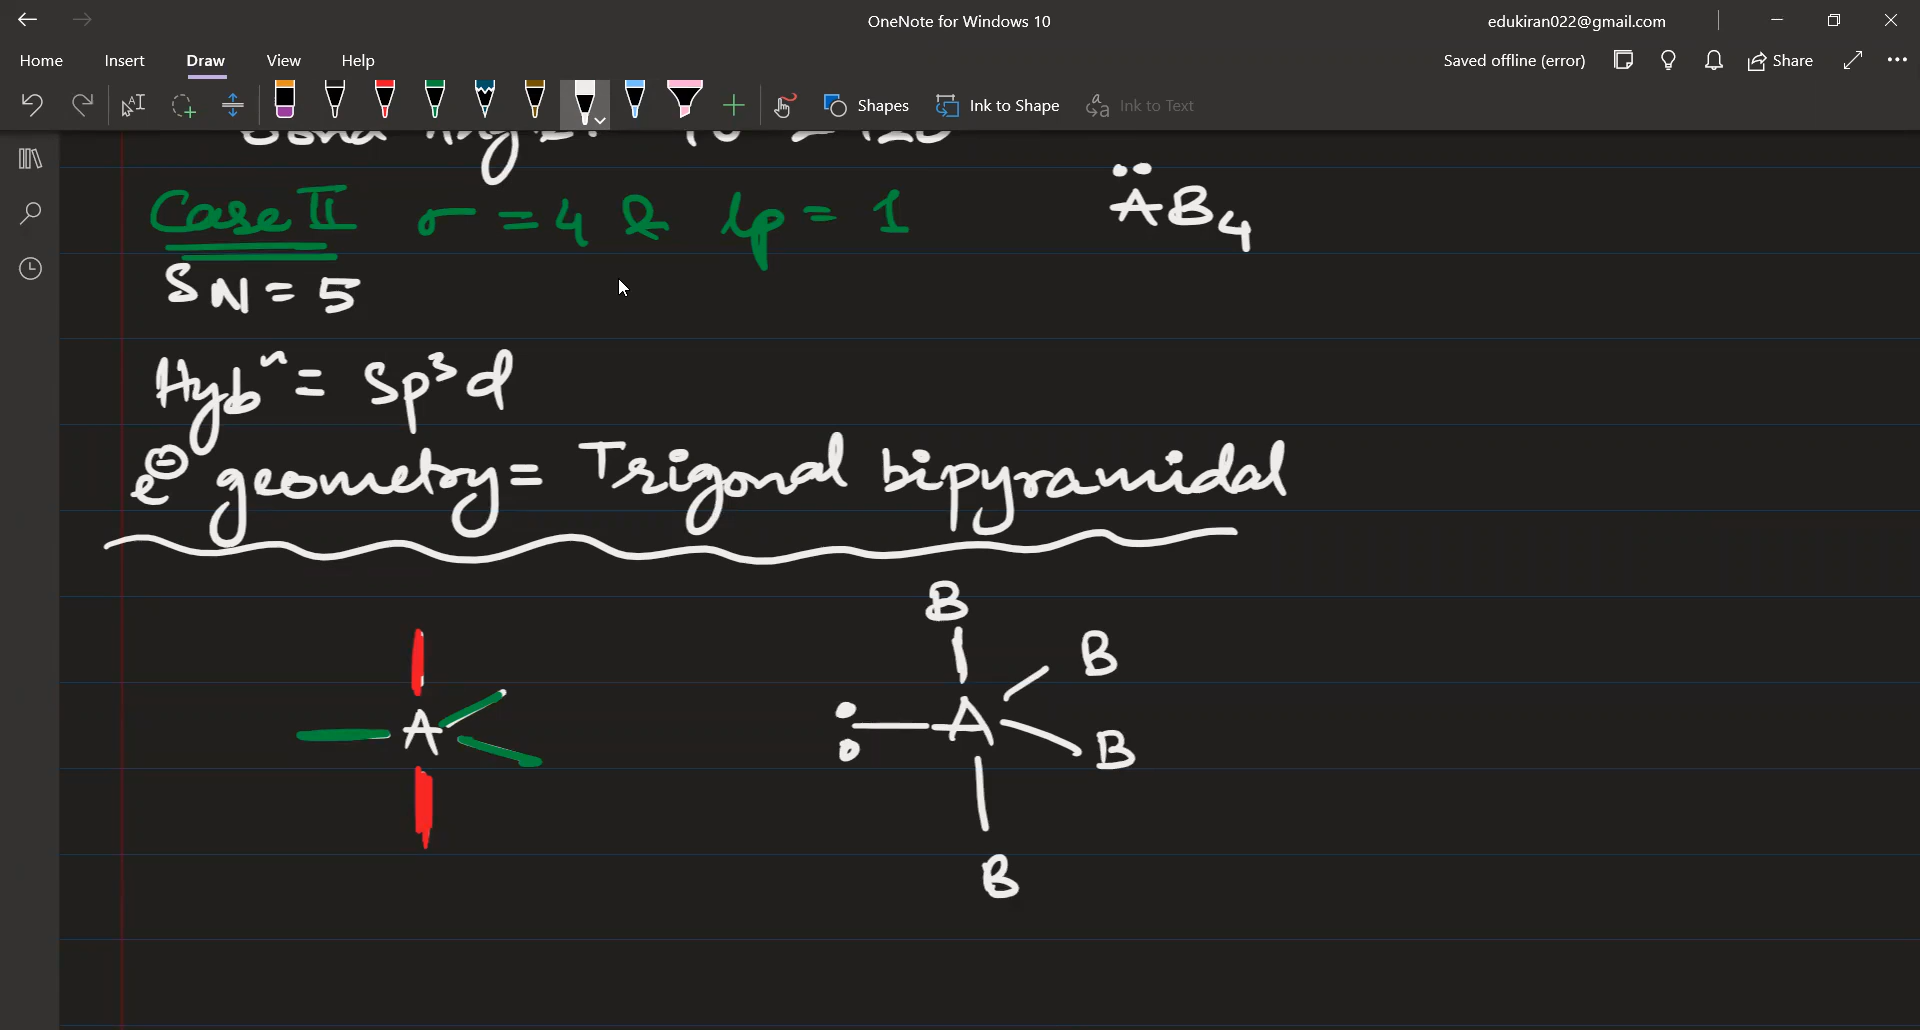 OneNote for Windows 10
edukiran022@gmail.com
Home Insert Draw View Help
Saved offline (error) Share
Shapes Ink to Shape Ink to Text
Case II σ = 4 & lp = 1
ÄB₄
SN = 5
Hybⁿ = Sp³d
e⊖ geometry = Trigonal bipyramidal
B
B
A
: A
B
B